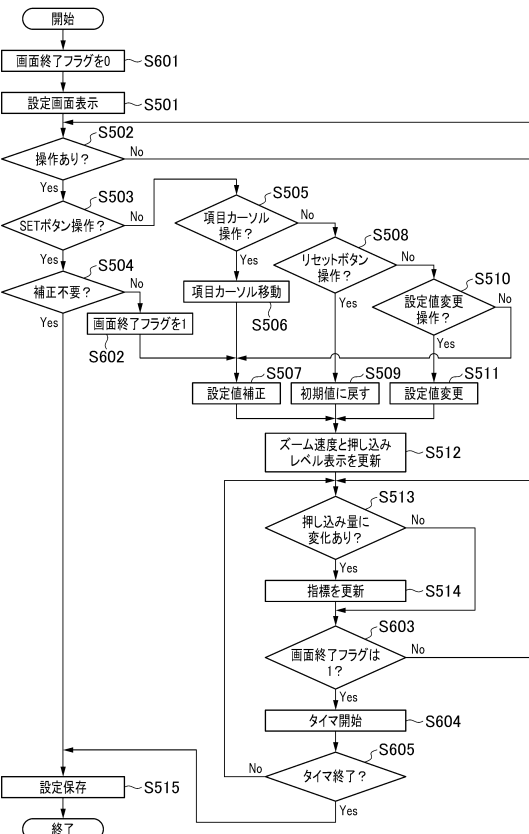 開始
画面終了フラグを0
S601
設定画面表示
S501
S502
操作あり?
No
Yes
S503
SETボタン操作?
No
Yes
S504
補正不要?
No
Yes
画面終了フラグを1
S602
S505
項目カーソル
操作?
No
Yes
項目カーソル移動
S506
S508
リセットボタン
操作?
No
Yes
S510
設定値変更
操作?
No
Yes
S507
設定値補正
S509
初期値に戻す
S511
設定値変更
ズーム速度と押し込み
レベル表示を更新
S512
S513
押し込み量に
変化あり?
No
Yes
指標を更新
S514
S603
画面終了フラグは
1?
No
Yes
タイマ開始
S604
S605
タイマ終了?
No
Yes
設定保存
S515
終了